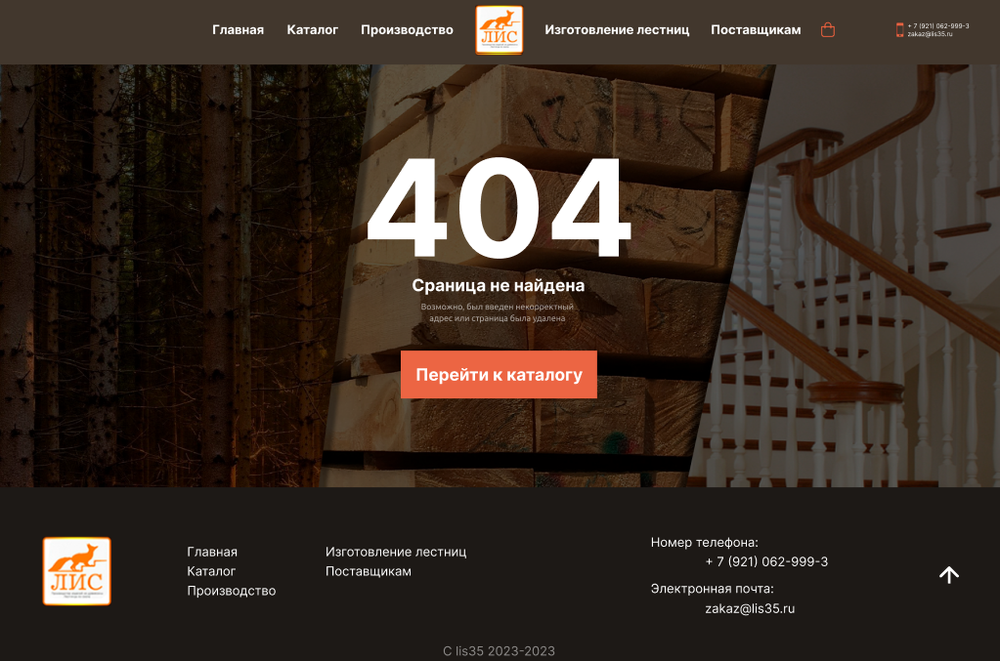 Главная Каталог Производство ЛИС Изготовление лестниц Поставщикам
+ 7 (921) 062-999-3
zakaz@lis35.ru
404
Сраница не найдена
Возможно, был введен некорректный
адрес или страница была удалена
Перейти к каталогу
ЛИС
Главная
Каталог
Производство
Изготовление лестниц
Поставщикам
Номер телефона:
+ 7 (921) 062-999-3
Электронная почта:
zakaz@lis35.ru
C lis35 2023-2023